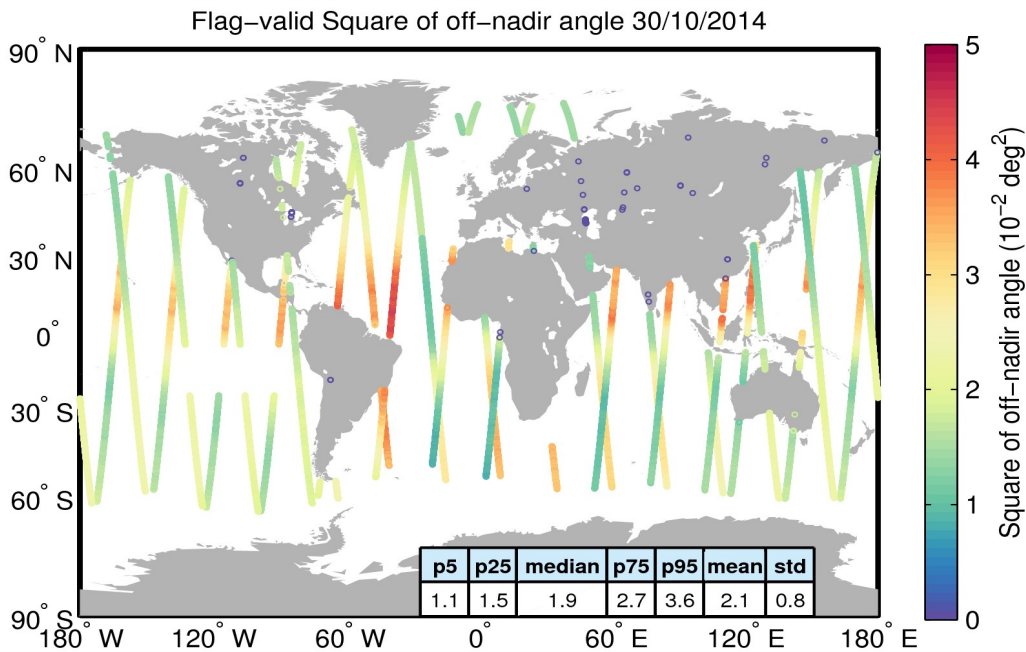 Flag-valid Square of off-nadir angle 30/10/2014
90° N
60° N
30° N
0°
30° S
60° S
90° S
180° W
120° W
60° W
0°
60° E
120° E
180° E
p5 p25 median p75 p95 mean std
1.1 1.5 1.9 2.7 3.6 2.1 0.8
5
4
3
2
1
0
Square of off-nadir angle (10⁻² deg²)